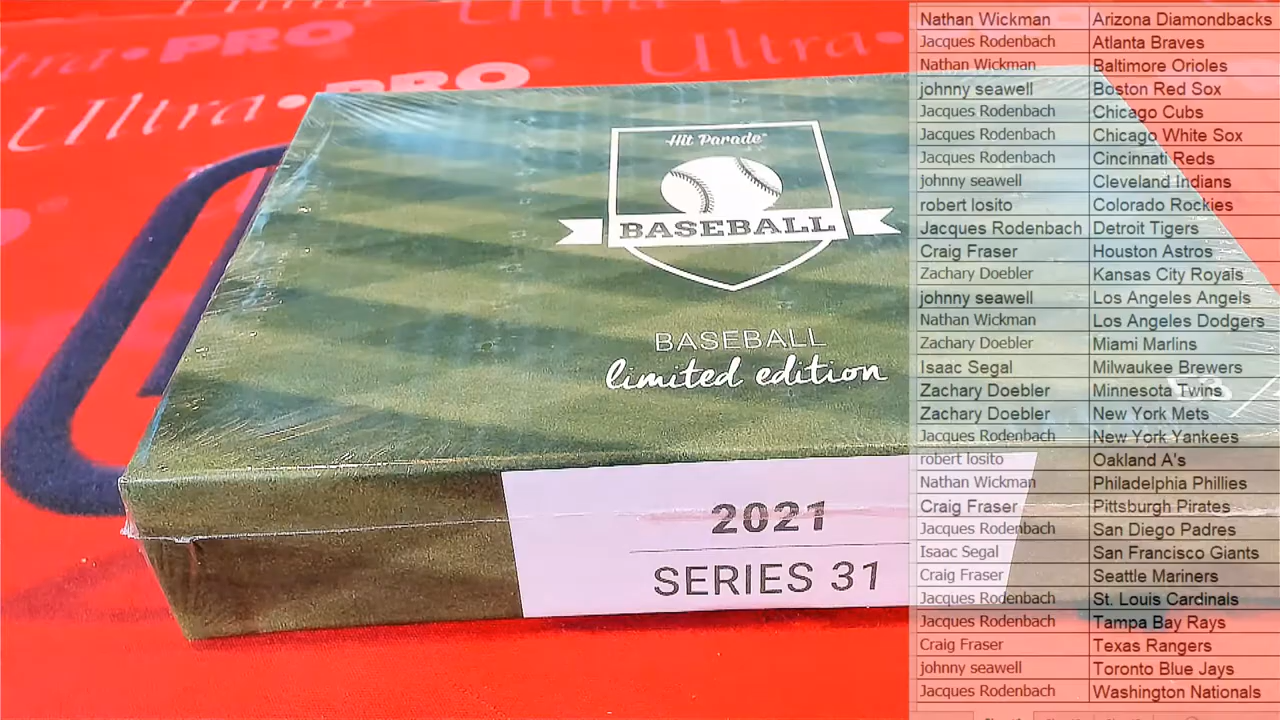 Ultra PRO
Ultra PRO
Ultra
Hit Parade
BASEBALL
BASEBALL
limited edition
2021
SERIES 31
Nathan Wickman Arizona Diamondbacks
Jacques Rodenbach Atlanta Braves
Nathan Wickman Baltimore Orioles
johnny seawell Boston Red Sox
Jacques Rodenbach Chicago Cubs
Jacques Rodenbach Chicago White Sox
Jacques Rodenbach Cincinnati Reds
johnny seawell Cleveland Indians
robert losito Colorado Rockies
Jacques Rodenbach Detroit Tigers
Craig Fraser Houston Astros
Zachary Doebler Kansas City Royals
johnny seawell Los Angeles Angels
Nathan Wickman Los Angeles Dodgers
Zachary Doebler Miami Marlins
Isaac Segal Milwaukee Brewers
Zachary Doebler Minnesota Twins
Zachary Doebler New York Mets
Jacques Rodenbach New York Yankees
robert losito Oakland A's
Nathan Wickman Philadelphia Phillies
Craig Fraser Pittsburgh Pirates
Jacques Rodenbach San Diego Padres
Isaac Segal San Francisco Giants
Craig Fraser Seattle Mariners
Jacques Rodenbach St. Louis Cardinals
Jacques Rodenbach Tampa Bay Rays
Craig Fraser Texas Rangers
johnny seawell Toronto Blue Jays
Jacques Rodenbach Washington Nationals